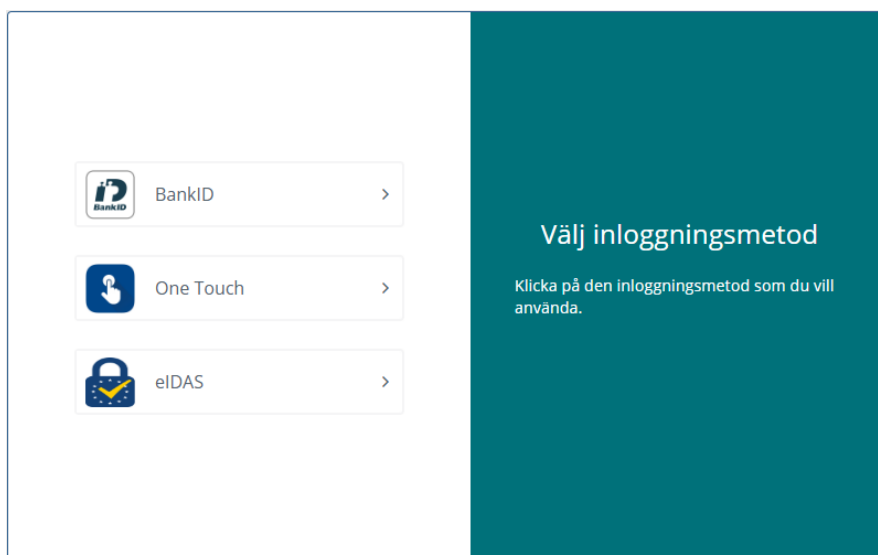 BankID
BankID
One Touch
eIDAS
Välj inloggningsmetod
Klicka på den inloggningsmetod som du vill
använda.